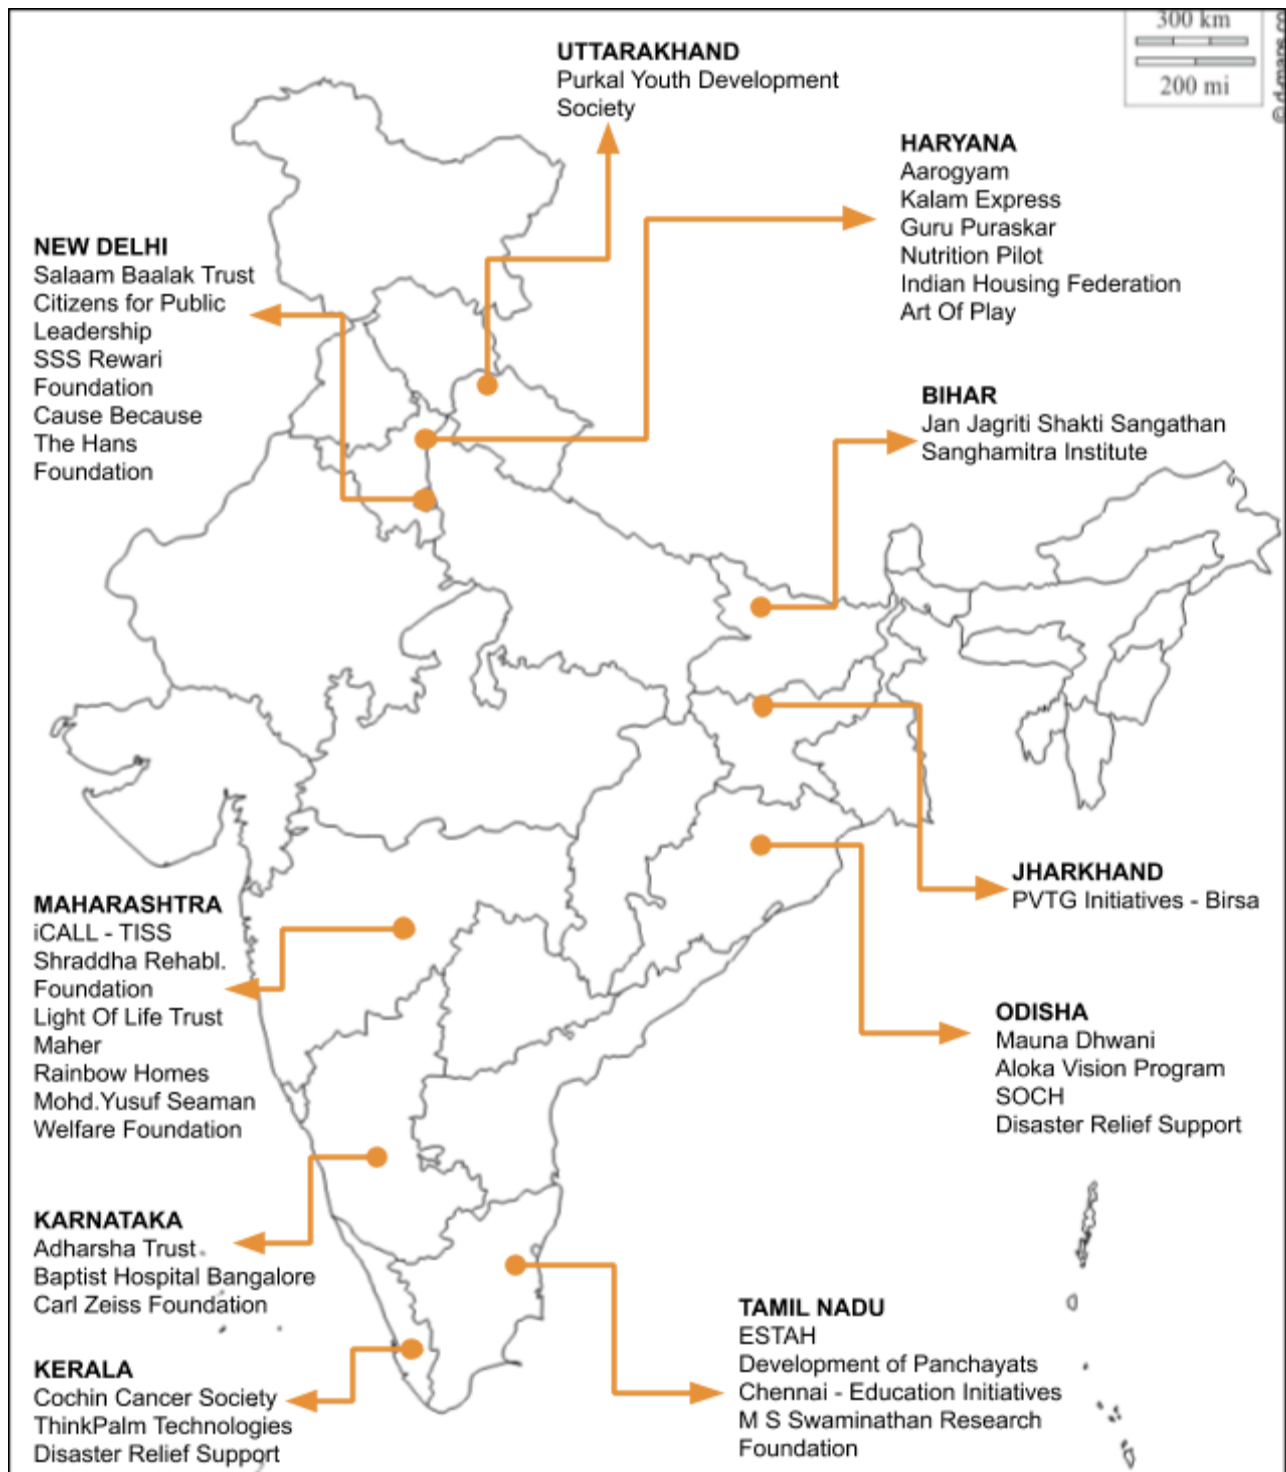 300 km
200 mi
© d-maps.co
UTTARAKHAND
Purkal Youth Development
Society
HARYANA
Aarogyam
Kalam Express
Guru Puraskar
Nutrition Pilot
Indian Housing Federation
Art Of Play
NEW DELHI
Salaam Baalak Trust
Citizens for Public
Leadership
SSS Rewari
Foundation
Cause Because
The Hans
Foundation
BIHAR
Jan Jagriti Shakti Sangathan
Sanghamitra Institute
JHARKHAND
PVTG Initiatives - Birsa
MAHARASHTRA
iCALL - TISS
Shraddha Rehabl.
Foundation
Light Of Life Trust
Maher
Rainbow Homes
Mohd.Yusuf Seaman
Welfare Foundation
ODISHA
Mauna Dhwani
Aloka Vision Program
SOCH
Disaster Relief Support
KARNATAKA
Adharsha Trust
Baptist Hospital Bangalore
Carl Zeiss Foundation
TAMIL NADU
ESTAH
Development of Panchayats
Chennai - Education Initiatives
M S Swaminathan Research
Foundation
KERALA
Cochin Cancer Society
ThinkPalm Technologies
Disaster Relief Support